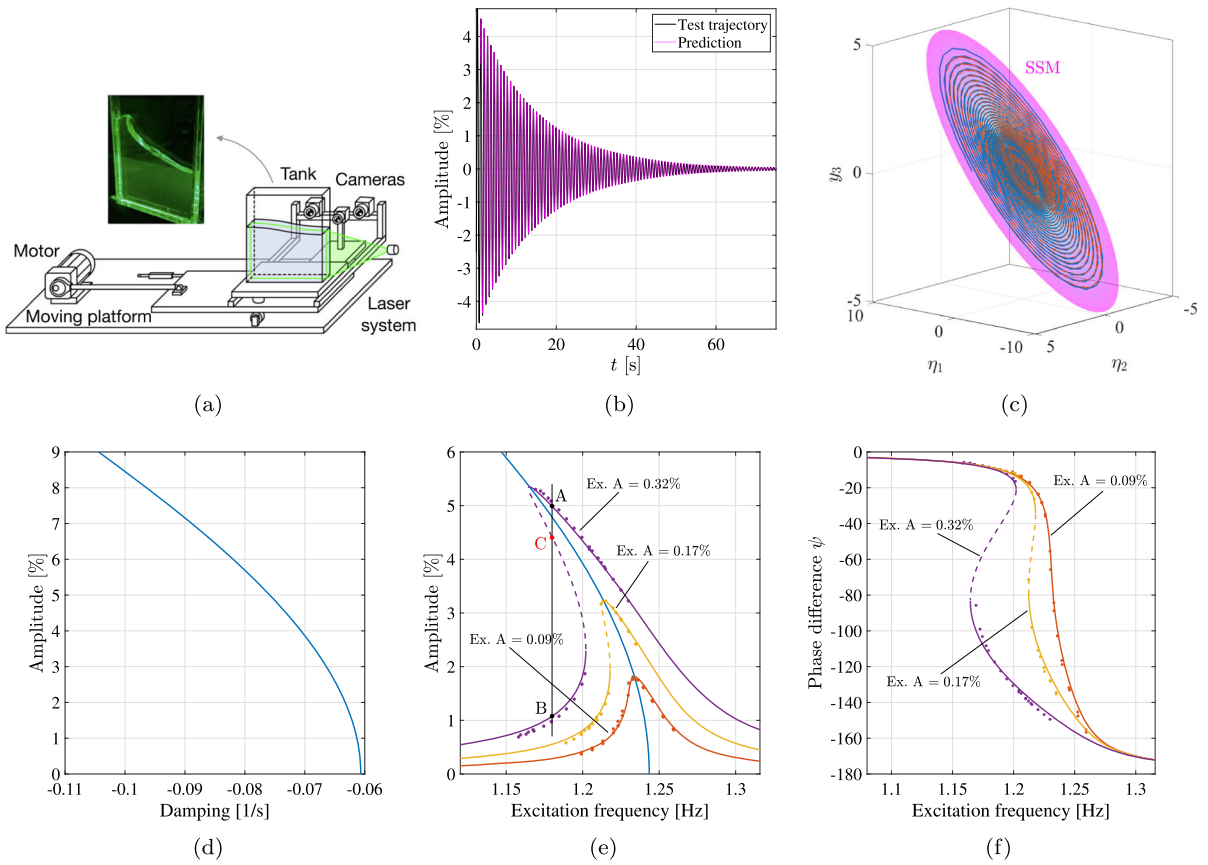 Tank
Cameras
Motor
Moving platform
Laser
system
(a)
4
3
2
1
0
-1
-2
-3
-4
Amplitude [%]
Test trajectory
Prediction
0
20
40
60
t [s]
(b)
5
0
-5
y3
SSM
10
0
-10
η1
5
0
-5
η2
(c)
9
8
7
6
5
4
3
2
1
0
Amplitude [%]
-0.11
-0.1
-0.09
-0.08
-0.07
-0.06
Damping [1/s]
(d)
6
5
4
3
2
1
0
Amplitude [%]
A
Ex. A = 0.32%
C
Ex. A = 0.17%
Ex. A = 0.09%
B
1.15
1.2
1.25
1.3
Excitation frequency [Hz]
(e)
0
-20
-40
-60
-80
-100
-120
-140
-160
-180
Phase difference ψ
Ex. A = 0.09%
Ex. A = 0.32%
Ex. A = 0.17%
1.1
1.15
1.2
1.25
1.3
Excitation frequency [Hz]
(f)